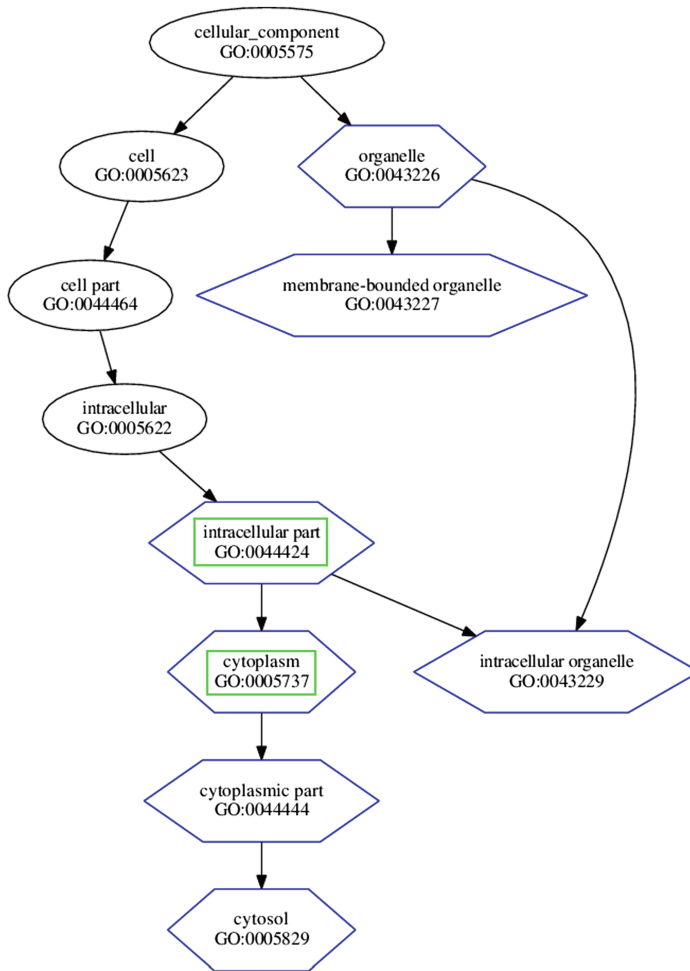 cellular_component
GO:0005575
cell
GO:0005623
organelle
GO:0043226
cell part
GO:0044464
membrane-bounded organelle
GO:0043227
intracellular
GO:0005622
intracellular part
GO:0044424
cytoplasm
GO:0005737
intracellular organelle
GO:0043229
cytoplasmic part
GO:0044444
cytosol
GO:0005829